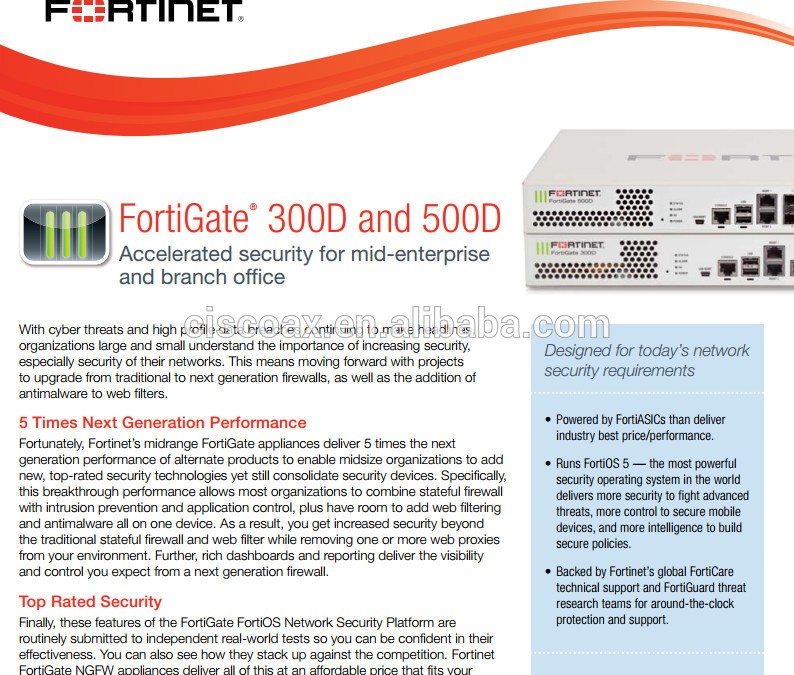 FORTINET
FortiGate® 300D and 500D
Accelerated security for mid-enterprise
and branch office
FORTINET
FortiGate 500D
FORTINET
FortiGate 300D
ciscoax.en.alibaba.com
With cyber threats and high profile data breaches continuing to make headlines,
organizations large and small understand the importance of increasing security,
especially security of their networks. This means moving forward with projects
to upgrade from traditional to next generation firewalls, as well as the addition of
antimalware to web filters.
5 Times Next Generation Performance
Fortunately, Fortinet's midrange FortiGate appliances deliver 5 times the next
generation performance of alternate products to enable midsize organizations to add
new, top-rated security technologies yet still consolidate security devices. Specifically,
this breakthrough performance allows most organizations to combine stateful firewall
with intrusion prevention and application control, plus have room to add web filtering
and antimalware all on one device. As a result, you get increased security beyond
the traditional stateful firewall and web filter while removing one or more web proxies
from your environment. Further, rich dashboards and reporting deliver the visibility
and control you expect from a next generation firewall.
Top Rated Security
Finally, these features of the FortiGate FortiOS Network Security Platform are
routinely submitted to independent real-world tests so you can be confident in their
effectiveness. You can also see how they stack up against the competition. Fortinet
FortiGate NGFW appliances deliver all of this at an affordable price that fits your
Designed for today's network
security requirements
• Powered by FortiASICs than deliver
industry best price/performance.
• Runs FortiOS 5 — the most powerful
security operating system in the world
delivers more security to fight advanced
threats, more control to secure mobile
devices, and more intelligence to build
secure policies.
• Backed by Fortinet's global FortiCare
technical support and FortiGuard threat
research teams for around-the-clock
protection and support.